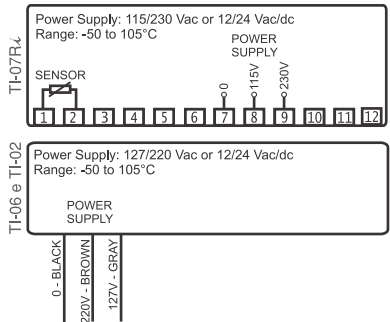 TI-07Ri
Power Supply: 115/230 Vac or 12/24 Vac/dc
Range: -50 to 105°C
POWER
SUPPLY
SENSOR
0
115V
230V
1 2 3 4 5 6 7 8 9 10 11 12
TI-06 e TI-02
Power Supply: 127/220 Vac or 12/24 Vac/dc
Range: -50 to 105°C
POWER
SUPPLY
0 - BLACK
220V - BROWN
127V - GRAY